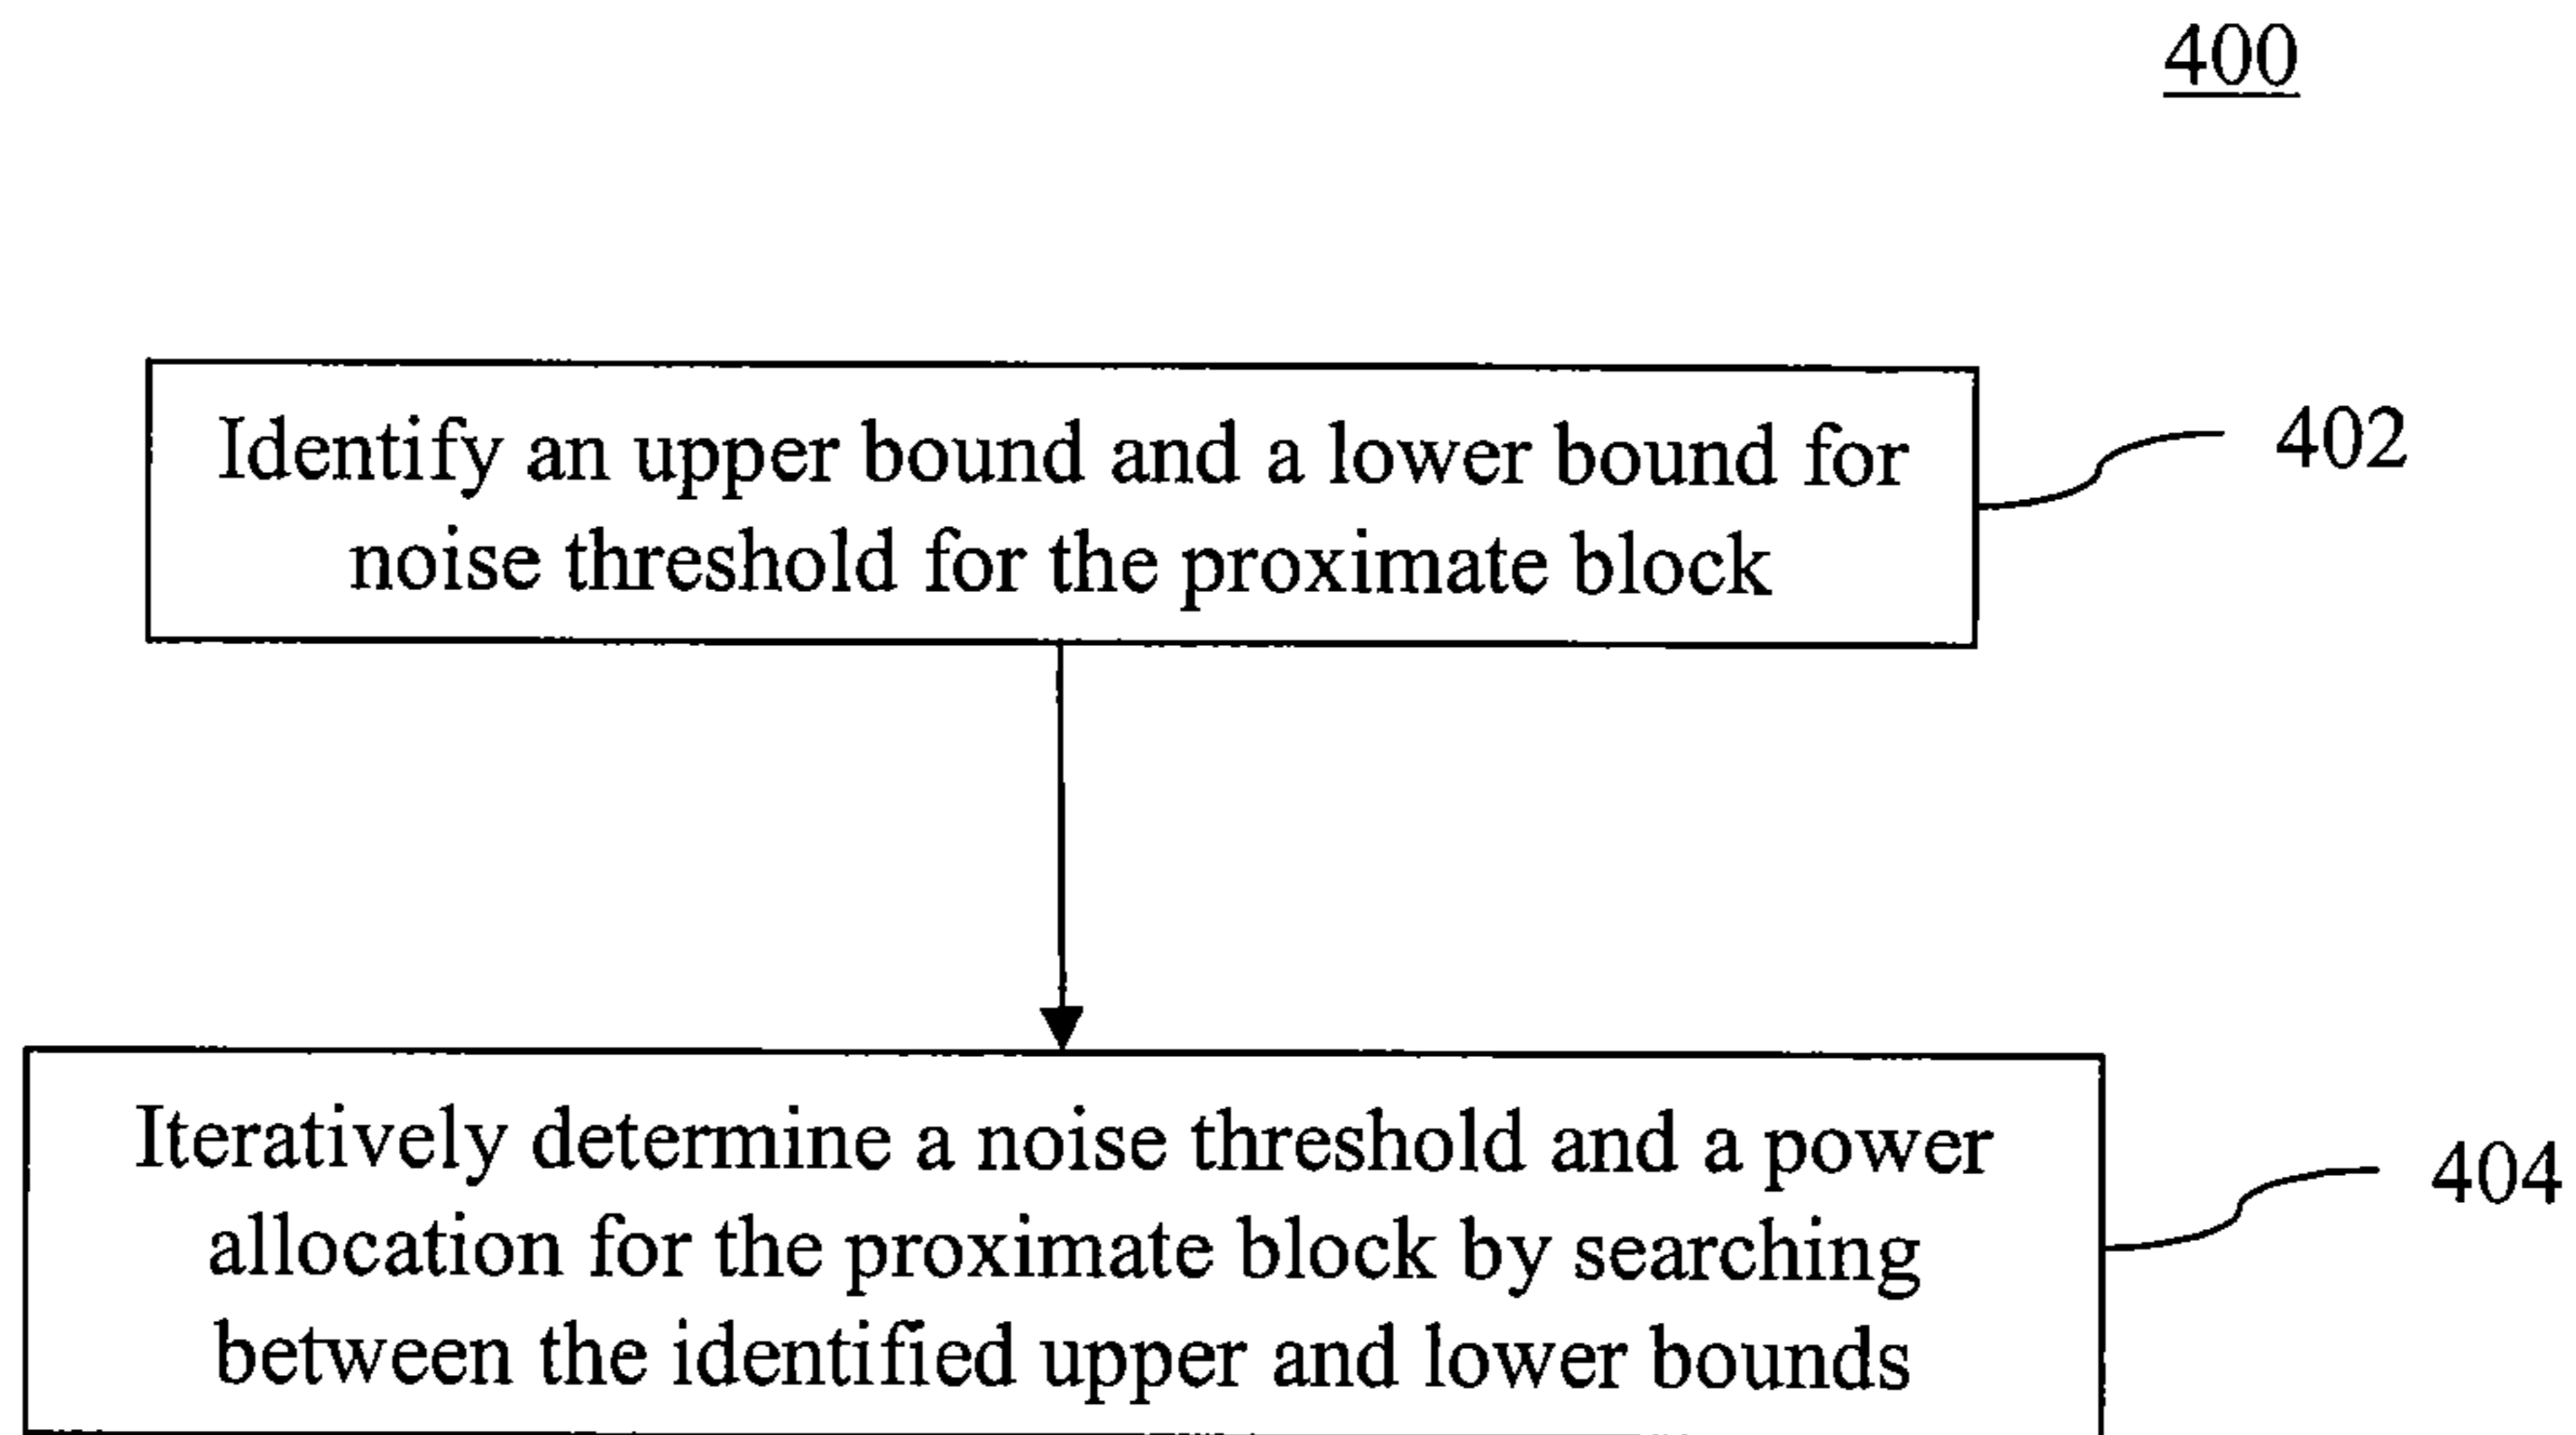 400
Identify an upper bound and a lower bound for
noise threshold for the proximate block
402
Iteratively determine a noise threshold and a power
allocation for the proximate block by searching
between the identified upper and lower bounds
404